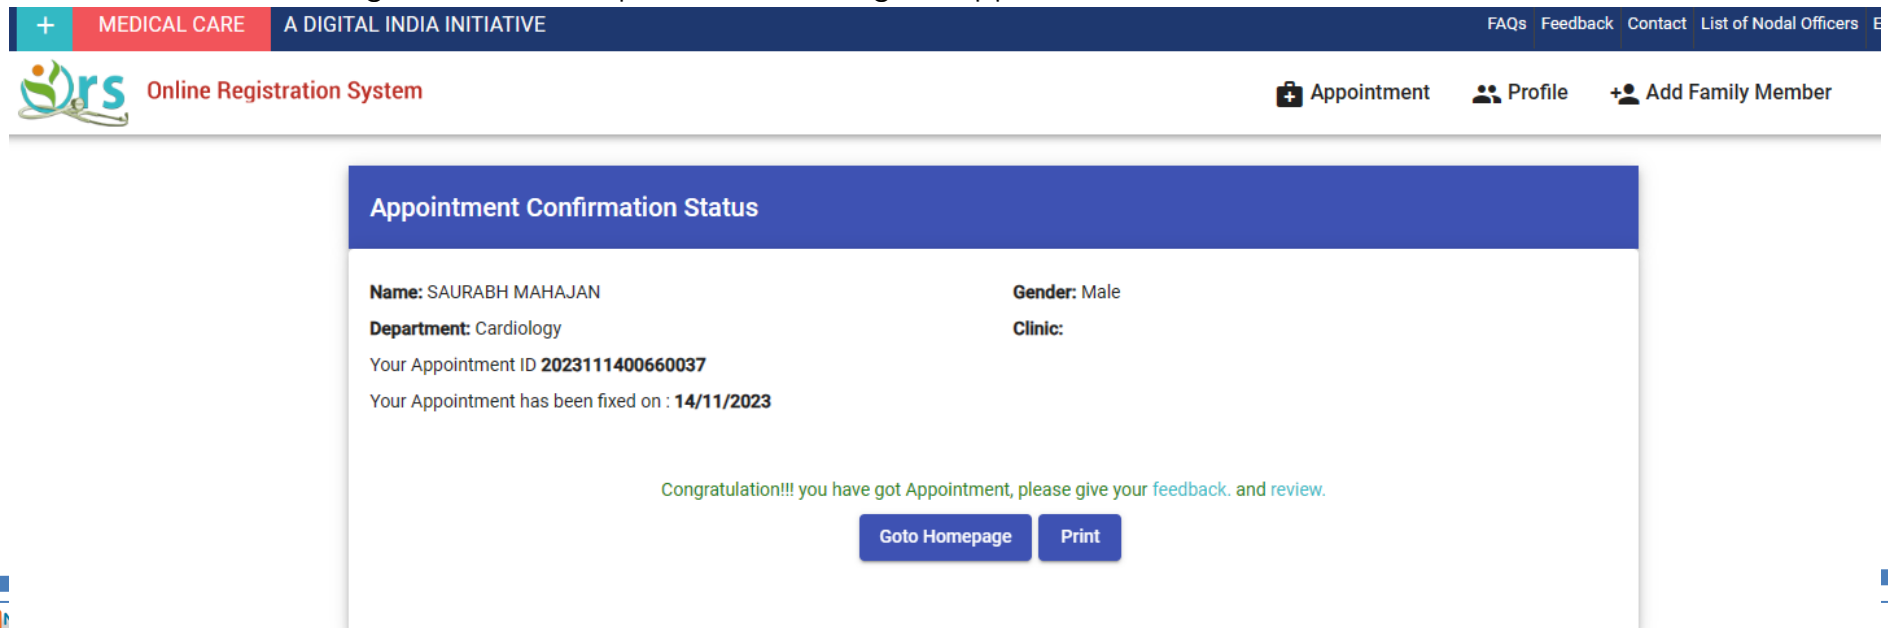 + MEDICAL CARE A DIGITAL INDIA INITIATIVE FAQs Feedback Contact List of Nodal Officers
Ors Online Registration System Appointment Profile Add Family Member
Appointment Confirmation Status
Name: SAURABH MAHAJAN Gender: Male
Department: Cardiology Clinic:
Your Appointment ID 2023111400660037
Your Appointment has been fixed on : 14/11/2023
Congratulation!!! you have got Appointment, please give your feedback. and review.
Goto Homepage Print